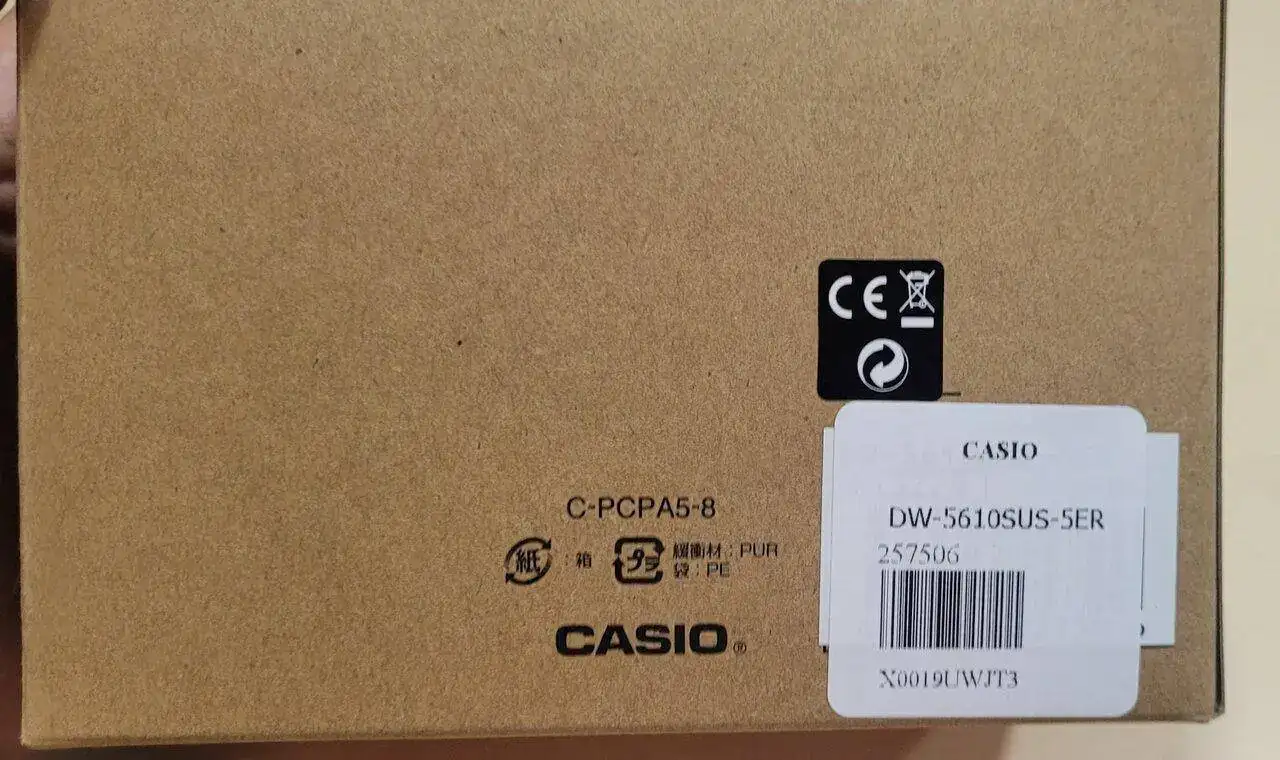 CE
CASIO
DW-5610SUS-5ER
257506
X0019UWJT3
C-PCPA5-8
紙 : 箱
プラ 緩衝材 : PUR
袋 : PE
CASIO®